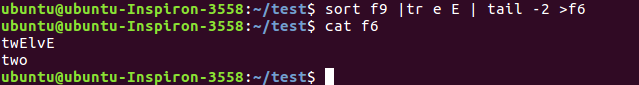 ubuntu@ubuntu-Inspiron-3558:~/test$ sort f9 |tr e E | tail -2 >f6
ubuntu@ubuntu-Inspiron-3558:~/test$ cat f6
twElvE
two
ubuntu@ubuntu-Inspiron-3558:~/test$